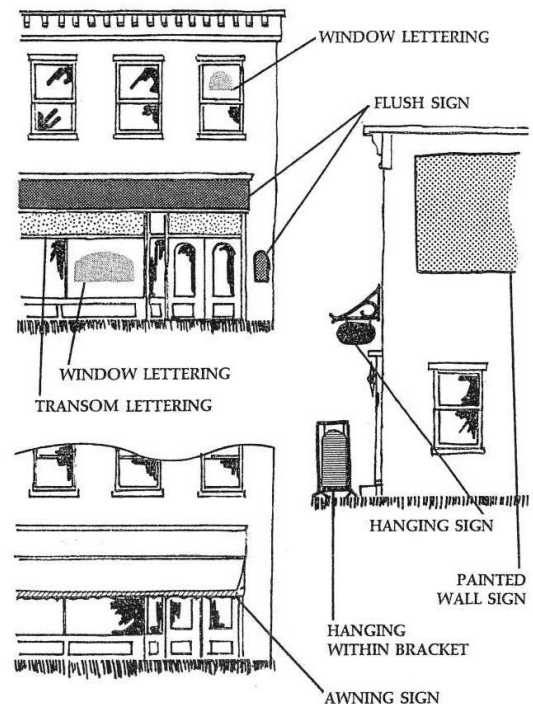 WINDOW LETTERING
FLUSH SIGN
WINDOW LETTERING
TRANSOM LETTERING
HANGING SIGN
PAINTED
WALL SIGN
HANGING
WITHIN BRACKET
AWNING SIGN